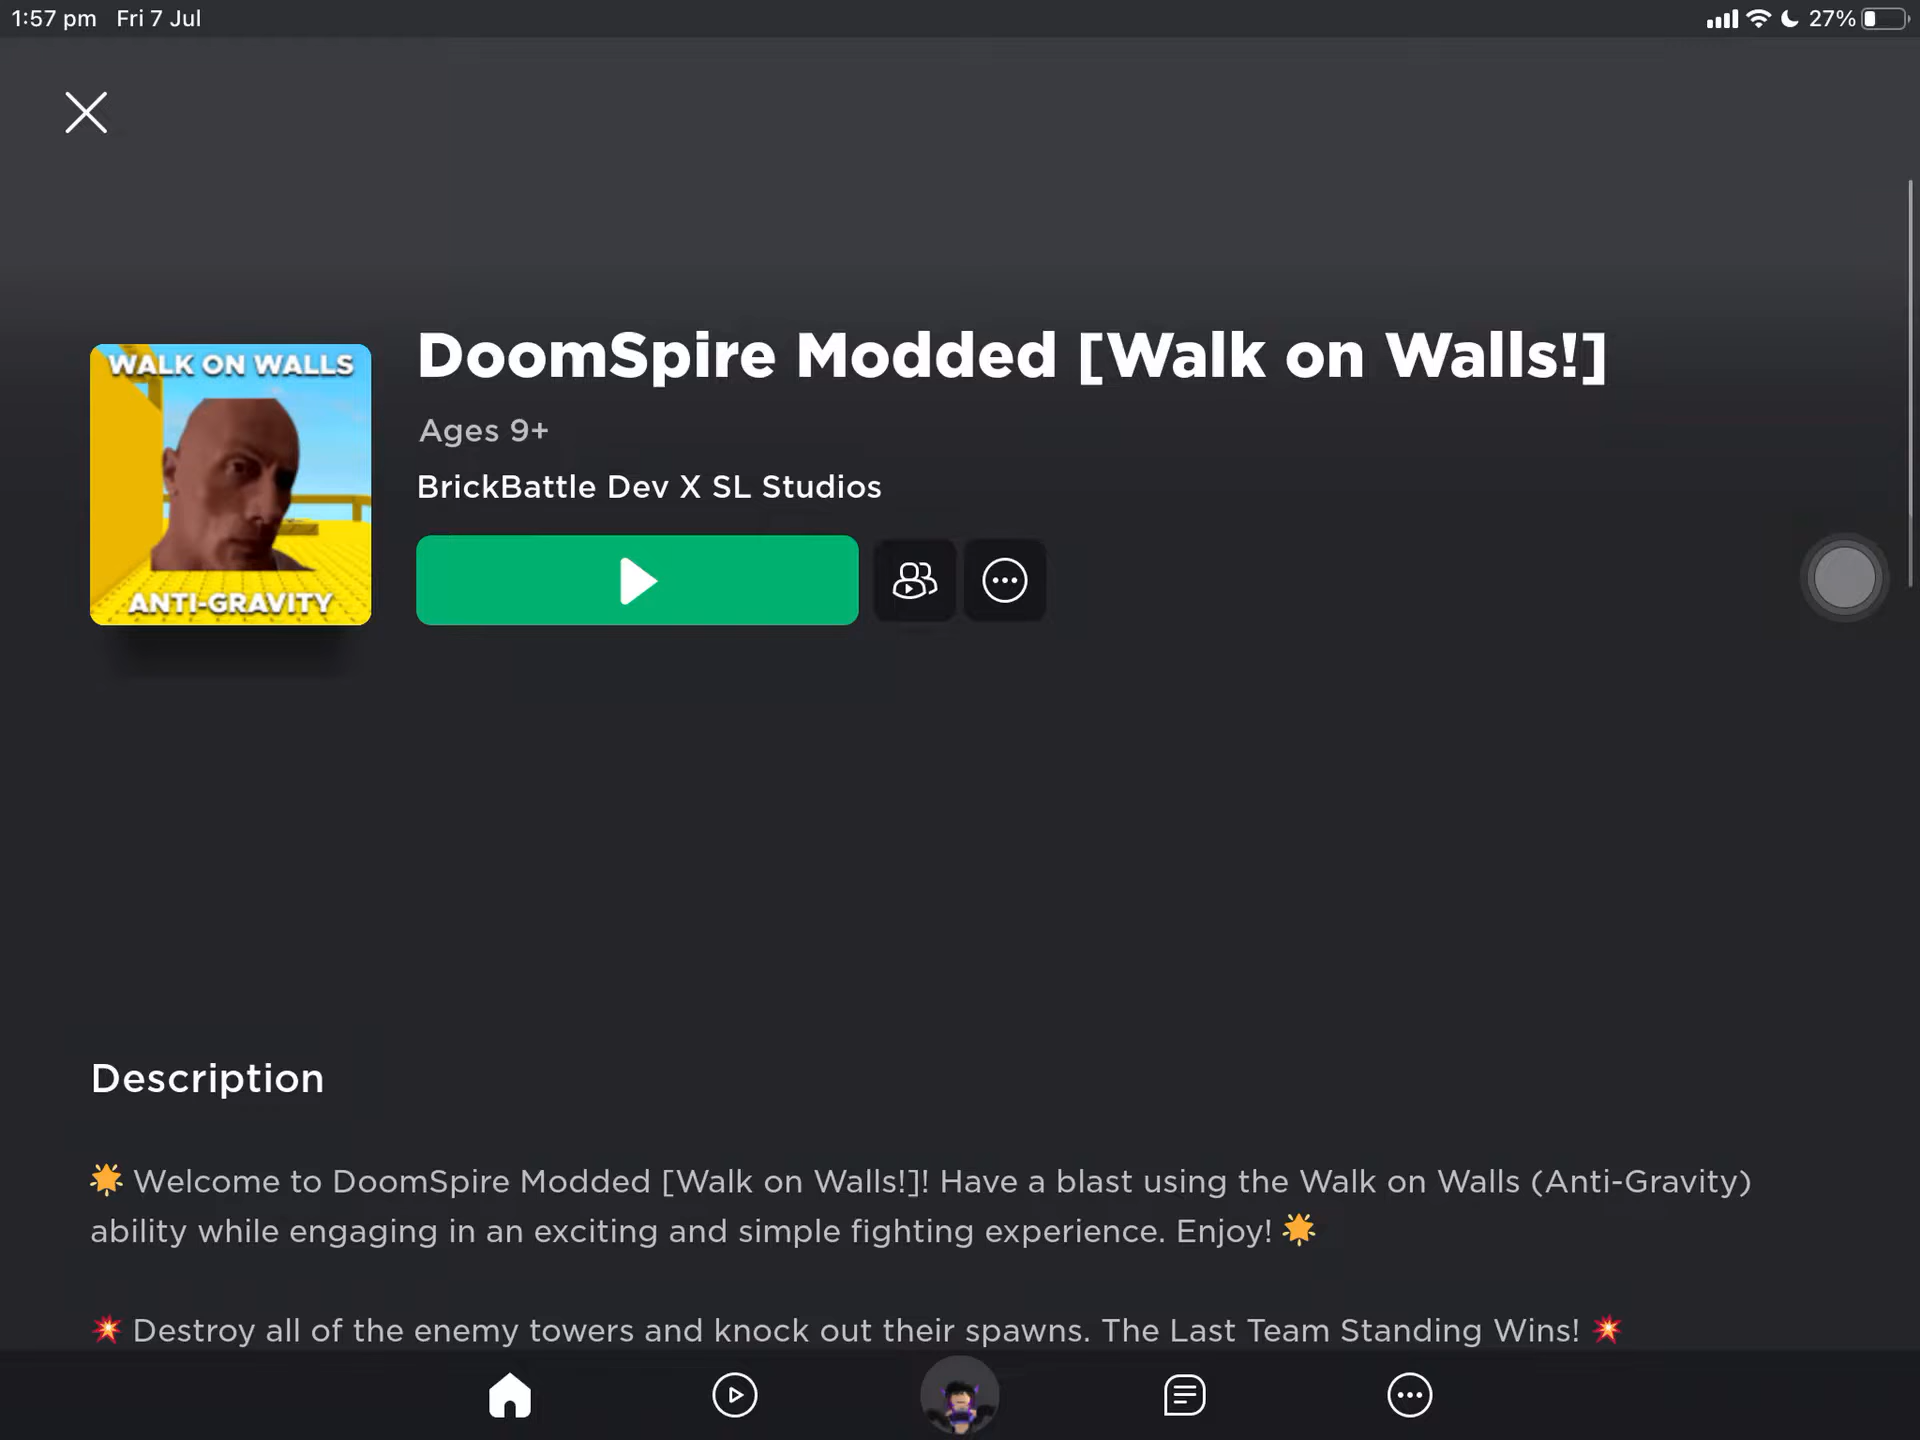 1:57 pm Fri 7 Jul 27%
WALK ON WALLS
ANTI-GRAVITY
DoomSpire Modded [Walk on Walls!]
Ages 9+
BrickBattle Dev X SL Studios
Description
🌟 Welcome to DoomSpire Modded [Walk on Walls!]! Have a blast using the Walk on Walls (Anti-Gravity)
ability while engaging in an exciting and simple fighting experience. Enjoy! 🌟
💥 Destroy all of the enemy towers and knock out their spawns. The Last Team Standing Wins! 💥